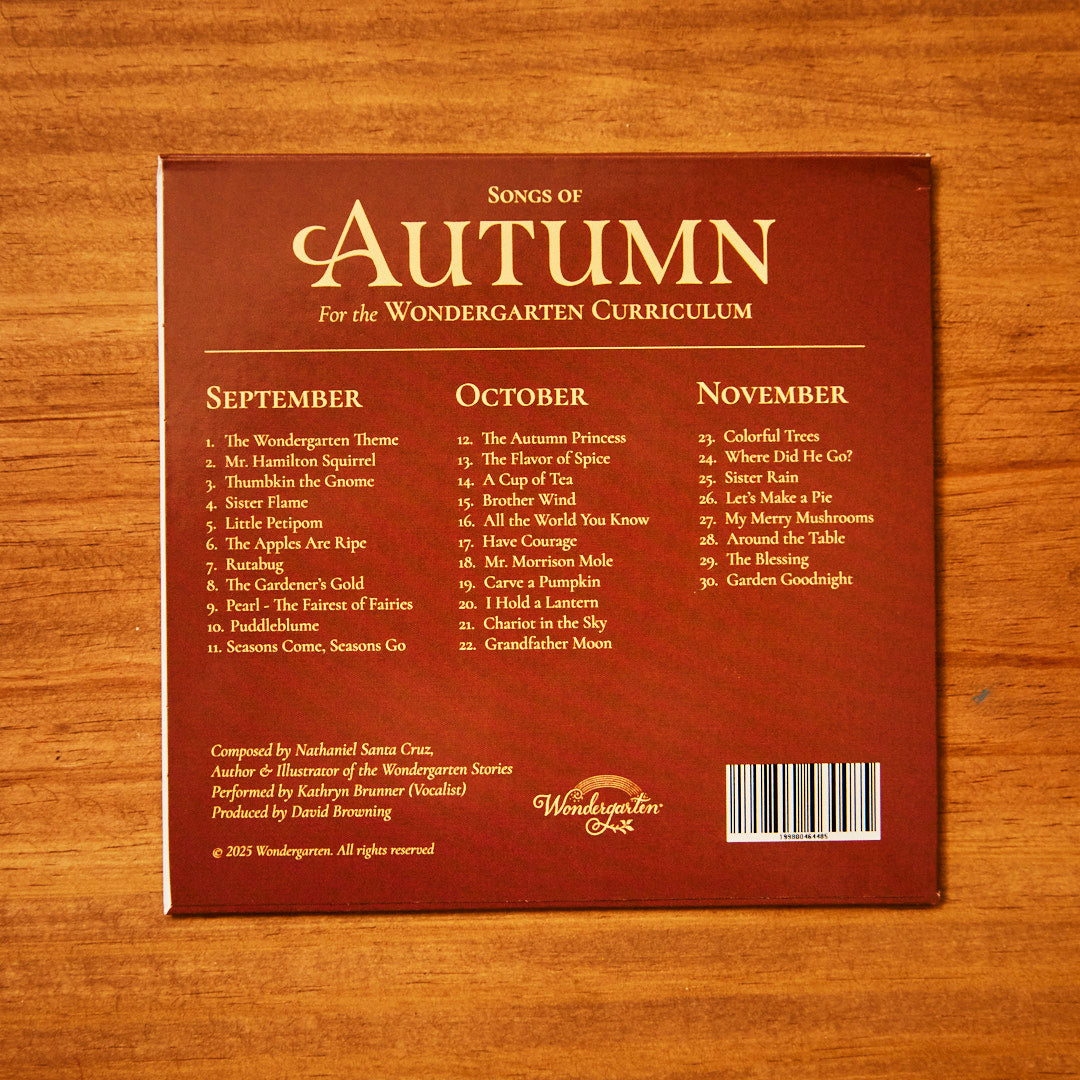 Songs of
Autumn
For the Wondergarten Curriculum
September
1. The Wondergarten Theme
2. Mr. Hamilton Squirrel
3. Thumbkin the Gnome
4. Sister Flame
5. Little Petipom
6. The Apples Are Ripe
7. Rutabug
8. The Gardener's Gold
9. Pearl - The Fairest of Fairies
10. Puddleblume
11. Seasons Come, Seasons Go
October
12. The Autumn Princess
13. The Flavor of Spice
14. A Cup of Tea
15. Brother Wind
16. All the World You Know
17. Have Courage
18. Mr. Morrison Mole
19. Carve a Pumpkin
20. I Hold a Lantern
21. Chariot in the Sky
22. Grandfather Moon
November
23. Colorful Trees
24. Where Did He Go?
25. Sister Rain
26. Let's Make a Pie
27. My Merry Mushrooms
28. Around the Table
29. The Blessing
30. Garden Goodnight
Composed by Nathaniel Santa Cruz,
Author & Illustrator of the Wondergarten Stories
Performed by Kathryn Brunner (Vocalist)
Produced by David Browning
© 2025 Wondergarten. All rights reserved
Wondergarten
199800464485